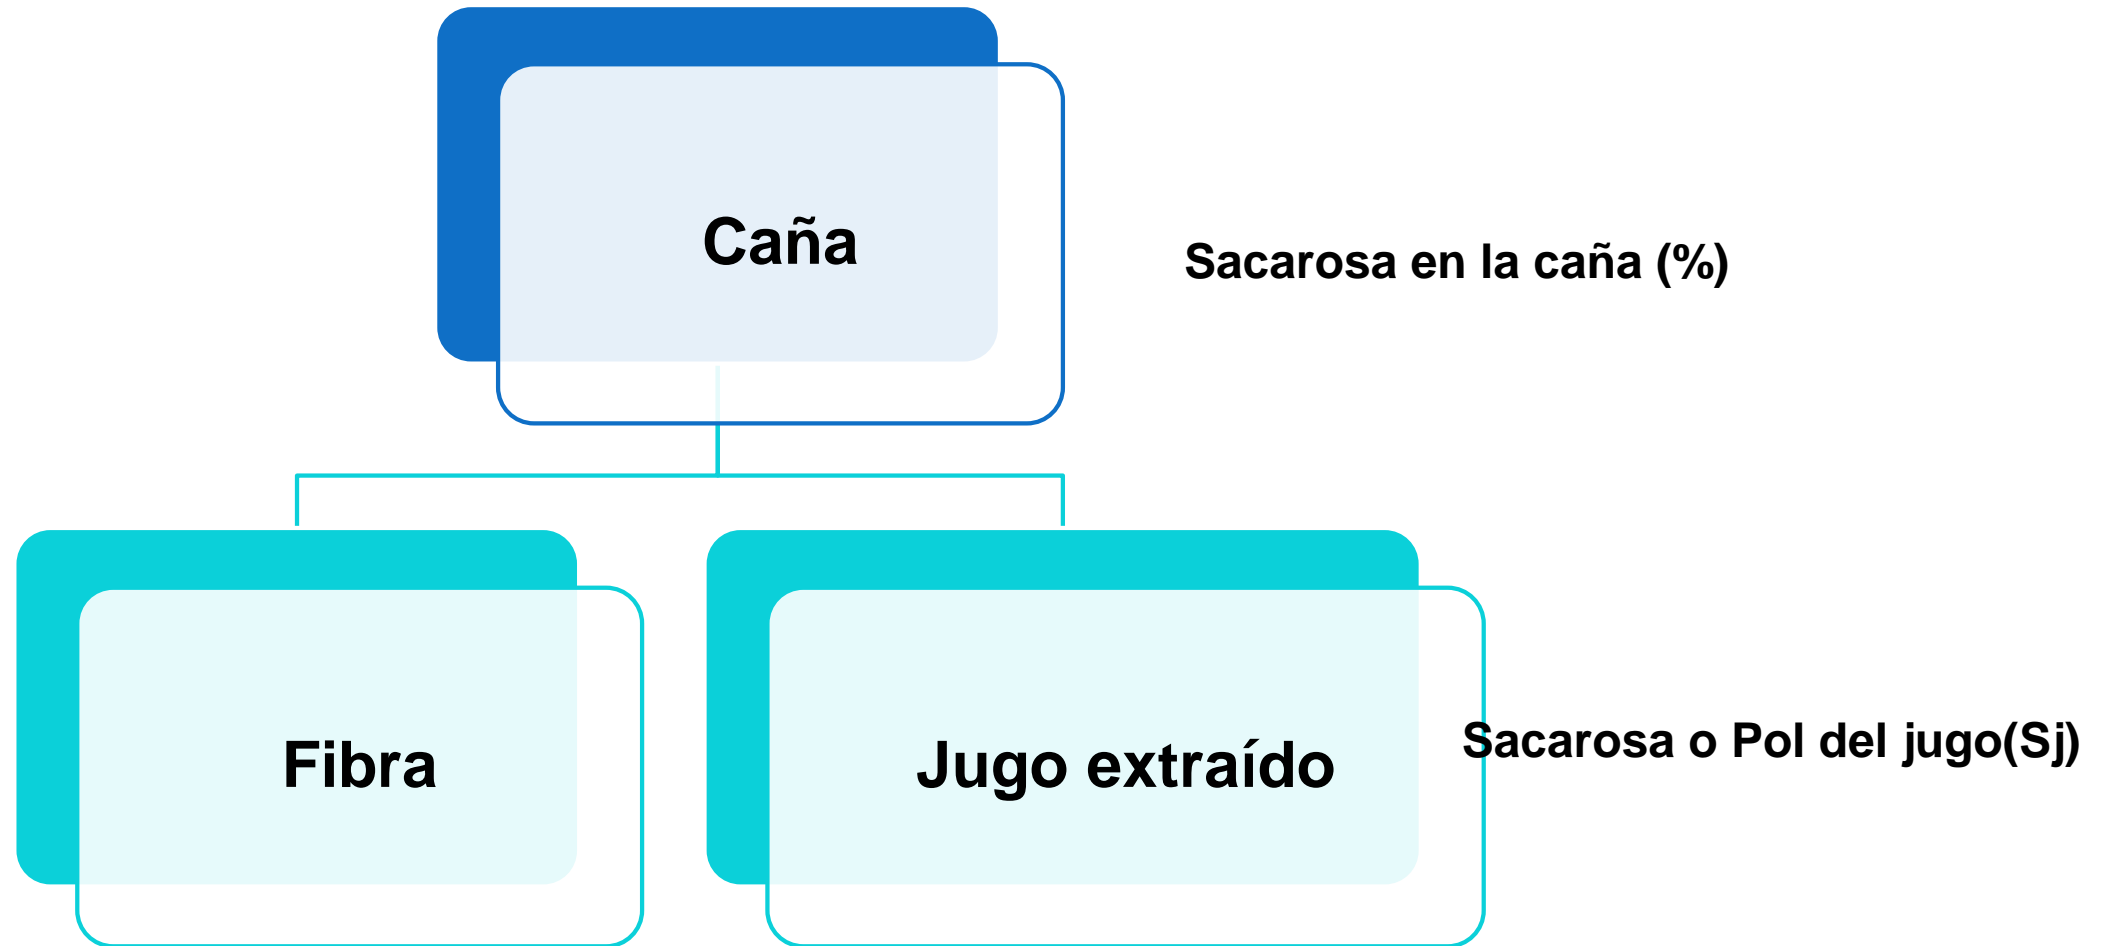 Caña
Sacarosa en la caña (%)
Fibra
Jugo extraído
Sacarosa o Pol del jugo(Sj)